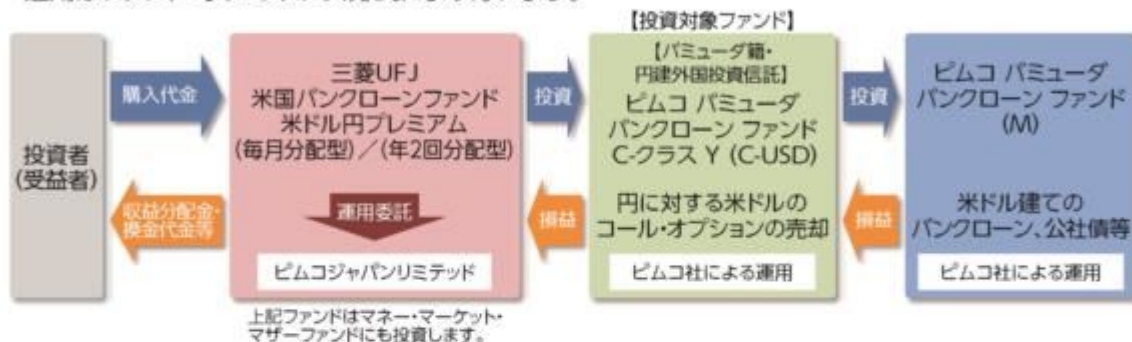 【投資対象ファンド】
投資者
(受益者)
購入代金
収益分配金・
換金代金等
三菱UFJ
米国バンクローンファンド
米ドル円プレミアム
(毎月分配型)/(年2回分配型)
運用委託
ピムコジャパンリミテッド
上記ファンドはマネー・マーケット・
マザーファンドにも投資します。
投資
損益
【バミューダ籍・
円建外国投資信託】
ピムコ バミューダ
バンクローン ファンド
C-クラス Y (C-USD)
円に対する米ドルの
コール・オプションの売却
ピムコ社による運用
投資
損益
ピムコ バミューダ
バンクローン ファンド
(M)
米ドル建ての
バンクローン、公社債等
ピムコ社による運用